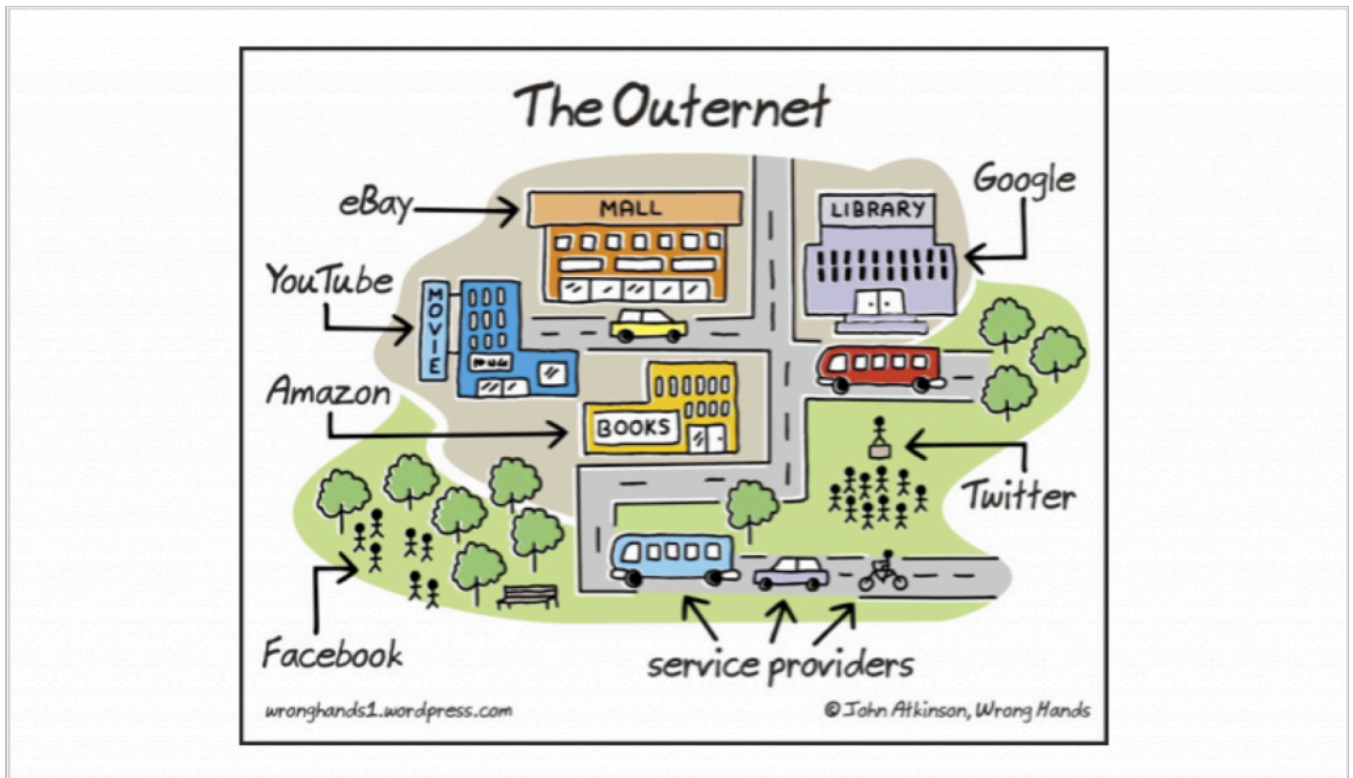 The Outernet
eBay
MALL
LIBRARY
Google
YouTube
MOVIE
Amazon
BOOKS
Twitter
Facebook
service providers
wronghands1.wordpress.com
© John Atkinson, Wrong Hands